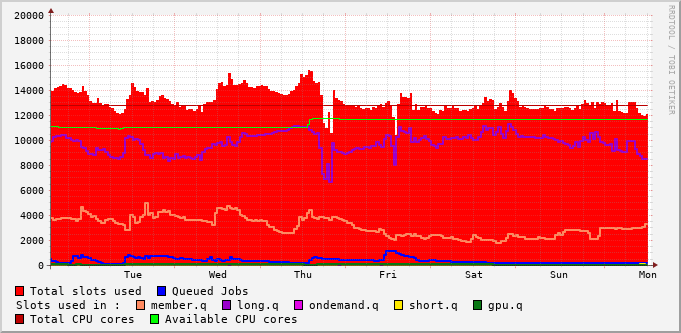 RRDTOOL / TOBI OETIKER
20000
18000
16000
14000
12000
10000
8000
6000
4000
2000
0
Tue Wed Thu Fri Sat Sun Mon
Total slots used Queued Jobs
Slots used in : member.q long.q ondemand.q short.q gpu.q
Total CPU cores Available CPU cores